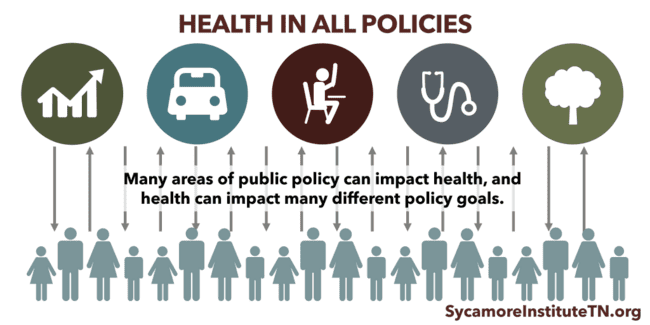 HEALTH IN ALL POLICIES
Many areas of public policy can impact health, and
health can impact many different policy goals.
SycamoreInstituteTN.org